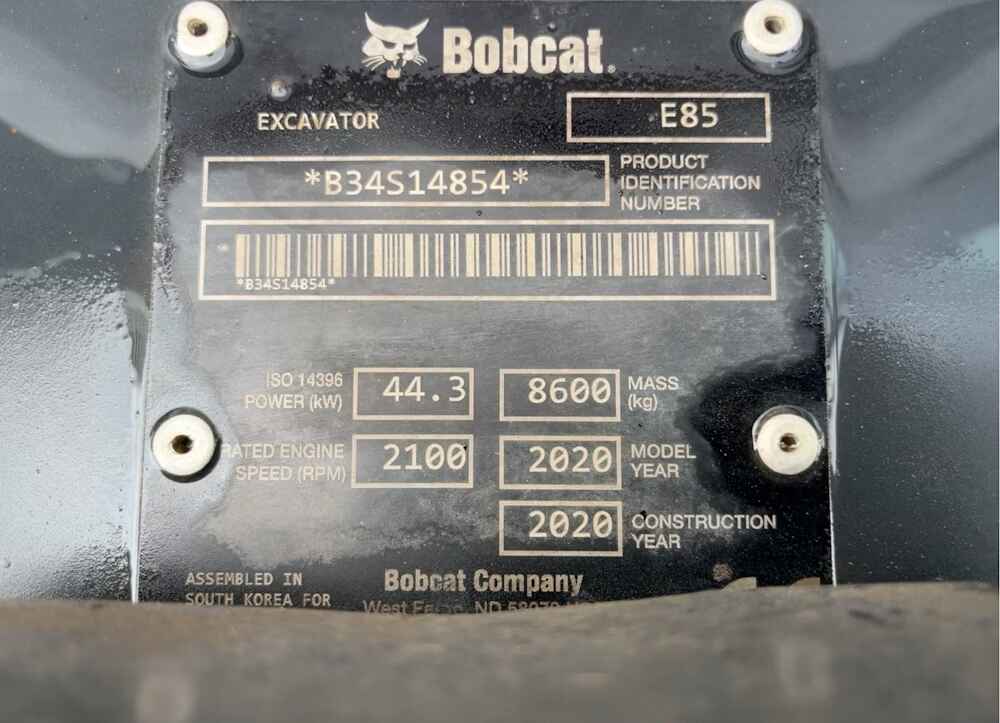 Bobcat.
EXCAVATOR
E85
*B34S14854*
PRODUCT
IDENTIFICATION
NUMBER
*B34S14854*
ISO 14396
POWER (kW)
44.3
8600
MASS
(kg)
RATED ENGINE
SPEED (RPM)
2100
2020
MODEL
YEAR
2020
CONSTRUCTION
YEAR
ASSEMBLED IN
SOUTH KOREA FOR
Bobcat Company
West